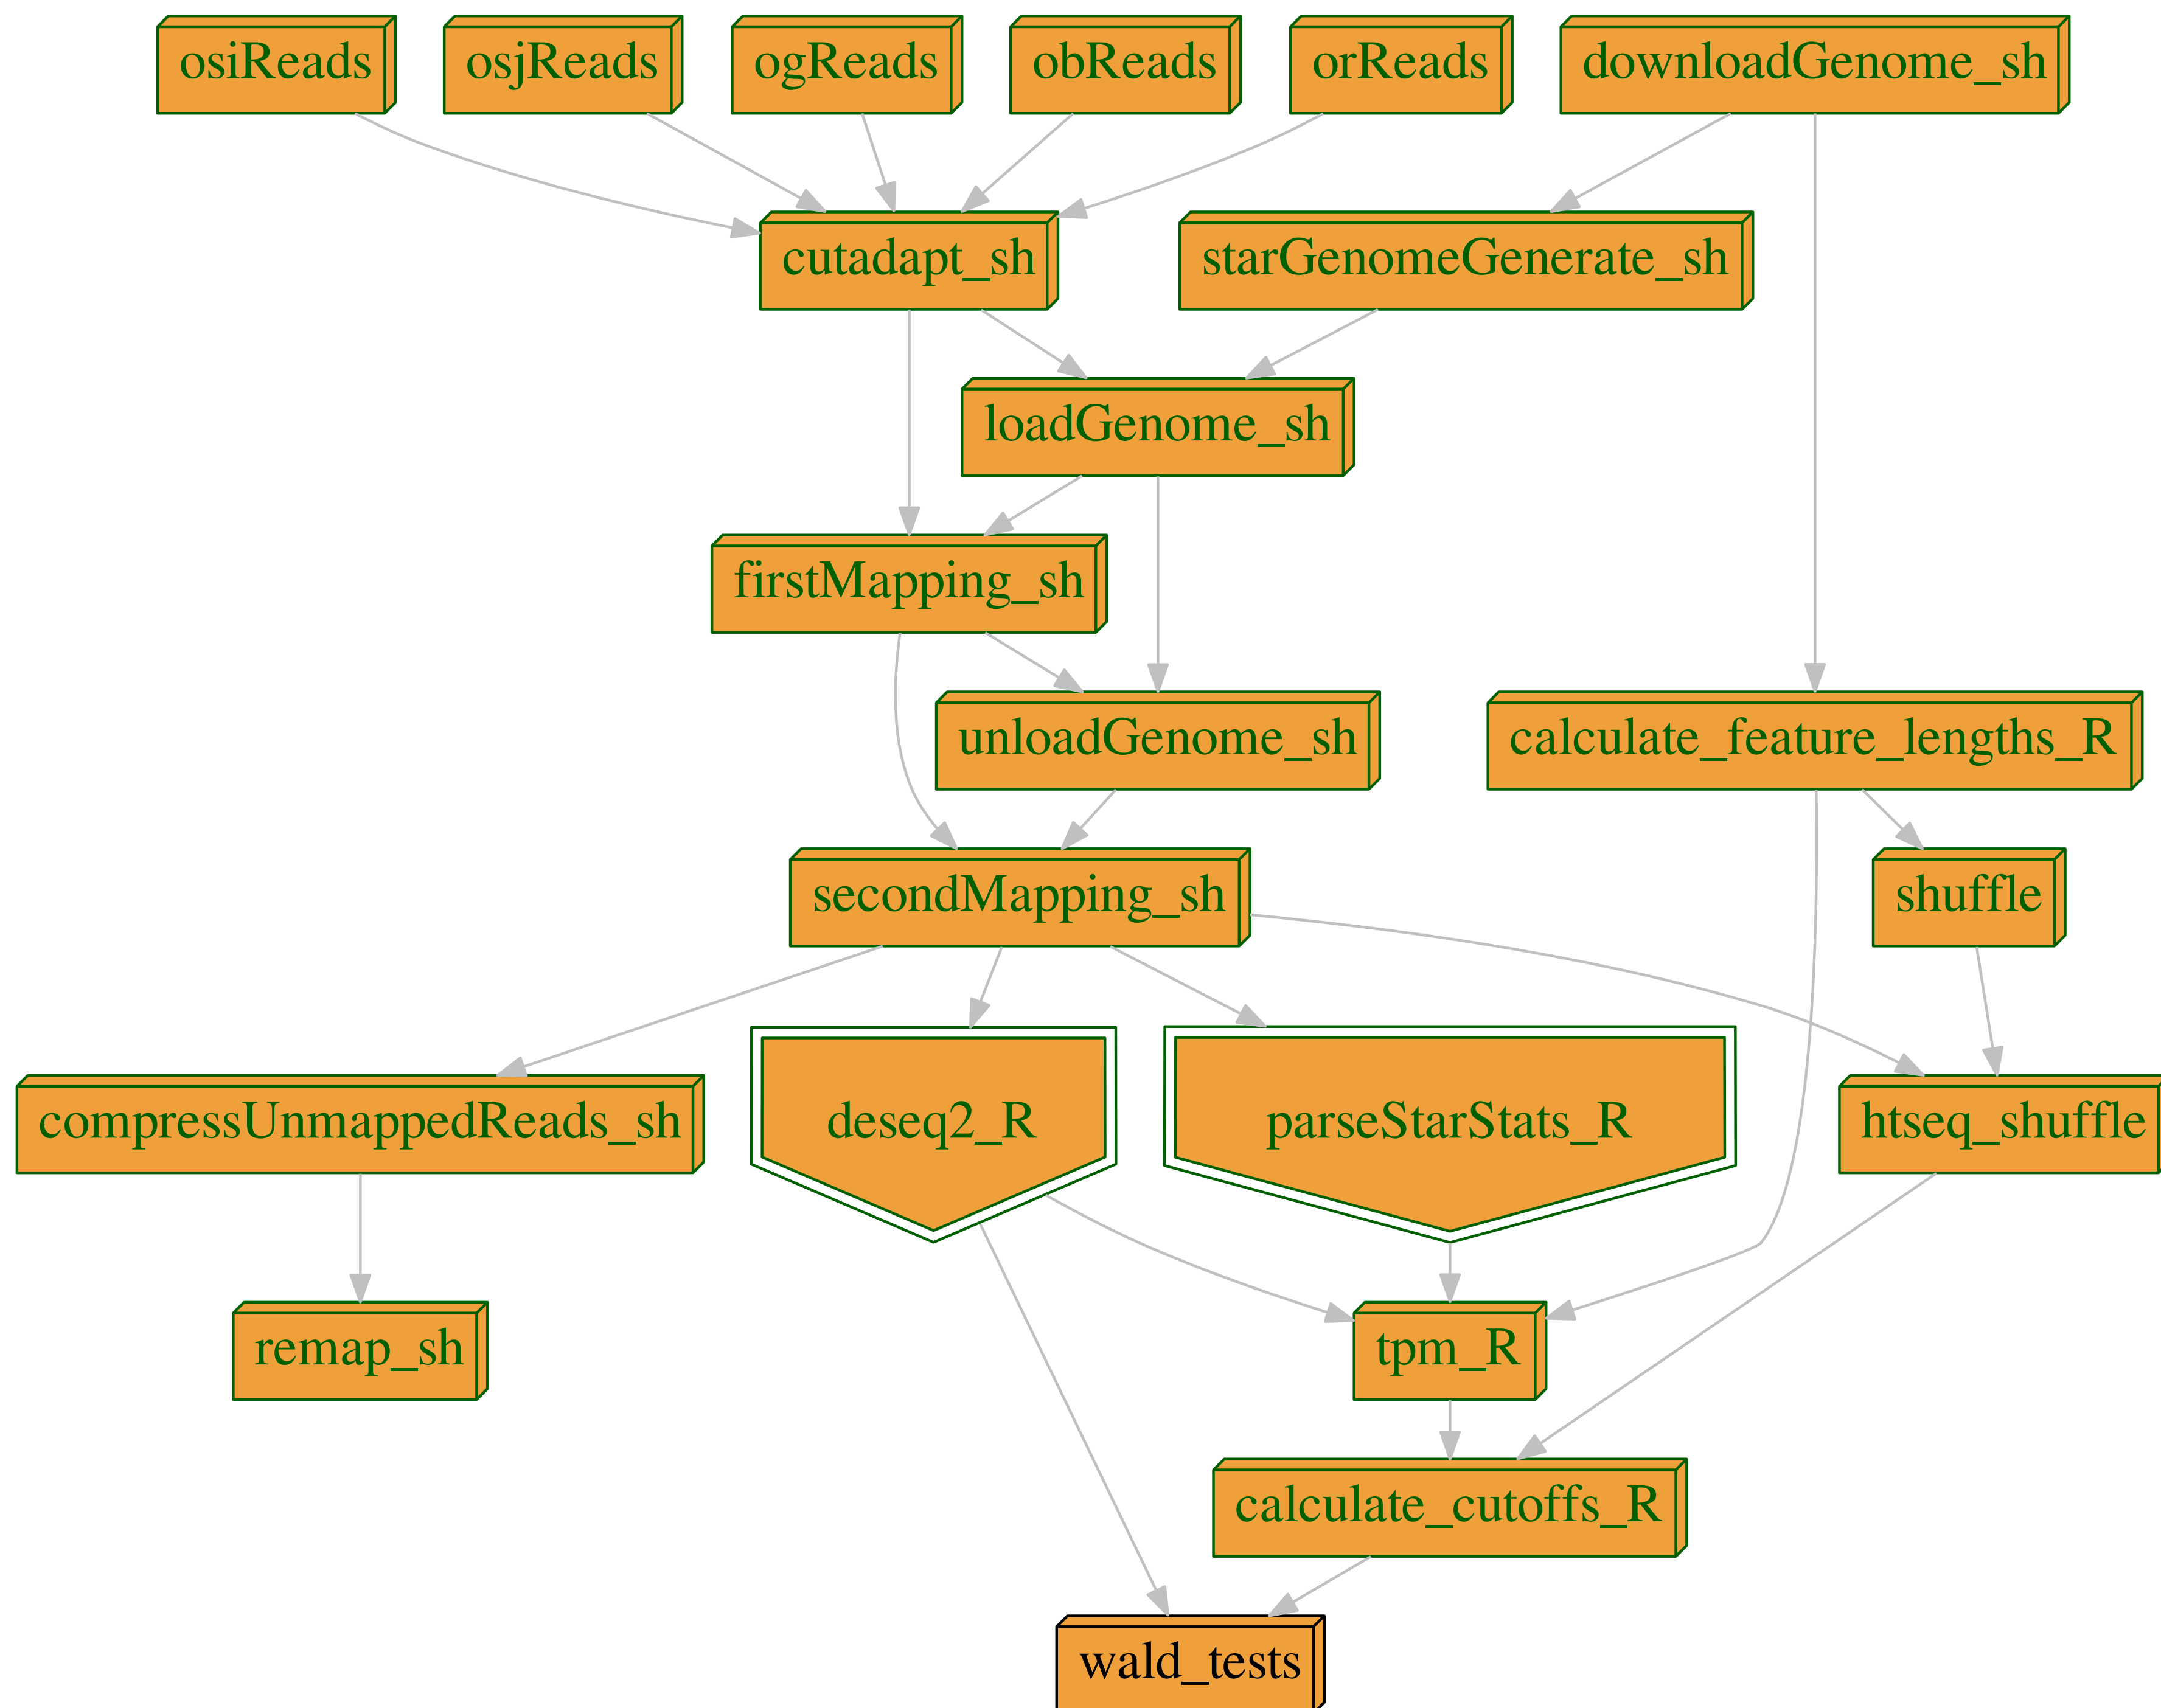 osiReads
osjReads
ogReads
obReads
orReads
downloadGenome_sh
cutadapt_sh
starGenomeGenerate_sh
loadGenome_sh
firstMapping_sh
unloadGenome_sh
calculate_feature_lengths_R
secondMapping_sh
shuffle
compressUnmappedReads_sh
deseq2_R
parseStarStats_R
htseq_shuffle
remap_sh
tpm_R
calculate_cutoffs_R
wald_tests